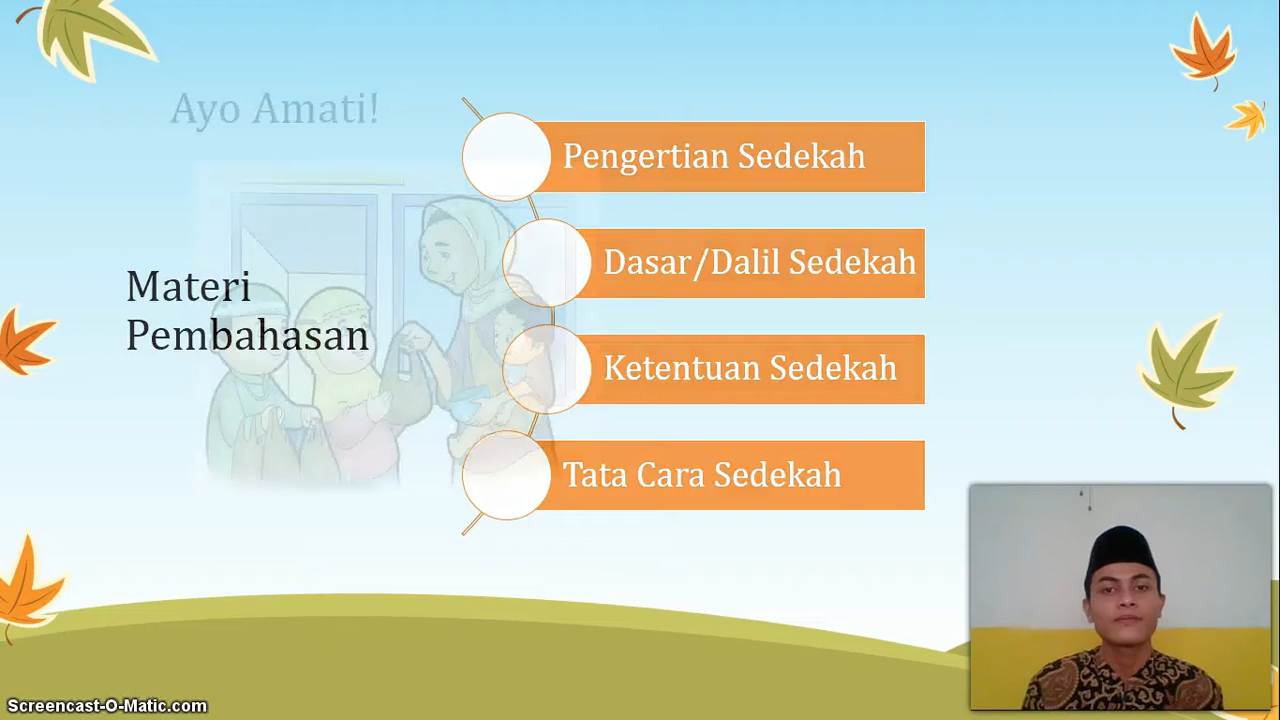 Ayo Amati!
Materi
Pembahasan
Pengertian Sedekah
Dasar/Dalil Sedekah
Ketentuan Sedekah
Tata Cara Sedekah
Screencast-O-Matic.com